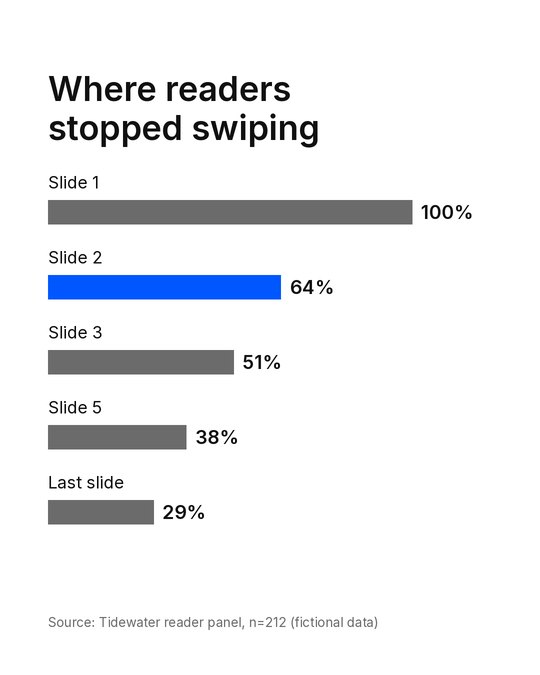 Where readers
stopped swiping
Slide 1
100%
Slide 2
64%
Slide 3
51%
Slide 5
38%
Last slide
29%
Source: Tidewater reader panel, n=212 (fictional data)